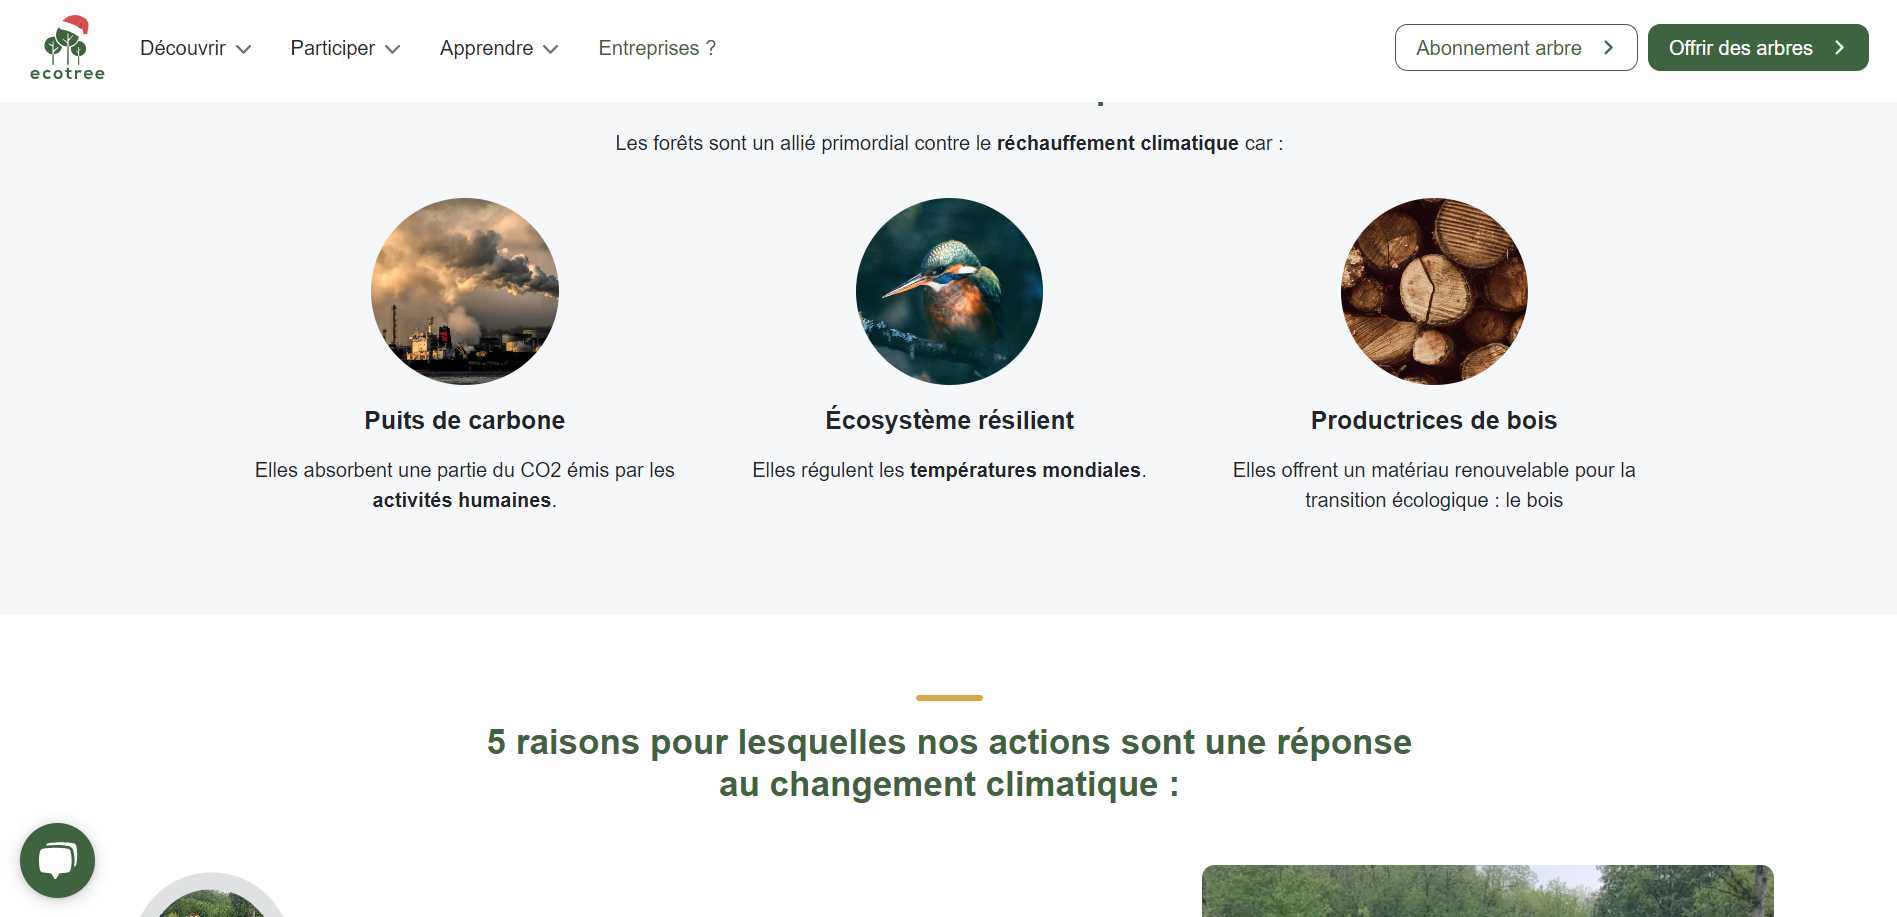 ecotree
Découvrir
Participer
Apprendre
Entreprises ?
Abonnement arbre
Offrir des arbres
Les forêts sont un allié primordial contre le réchauffement climatique car :
Puits de carbone
Elles absorbent une partie du CO2 émis par les
activités humaines.
Écosystème résilient
Elles régulent les températures mondiales.
Productrices de bois
Elles offrent un matériau renouvelable pour la
transition écologique : le bois
5 raisons pour lesquelles nos actions sont une réponse
au changement climatique :